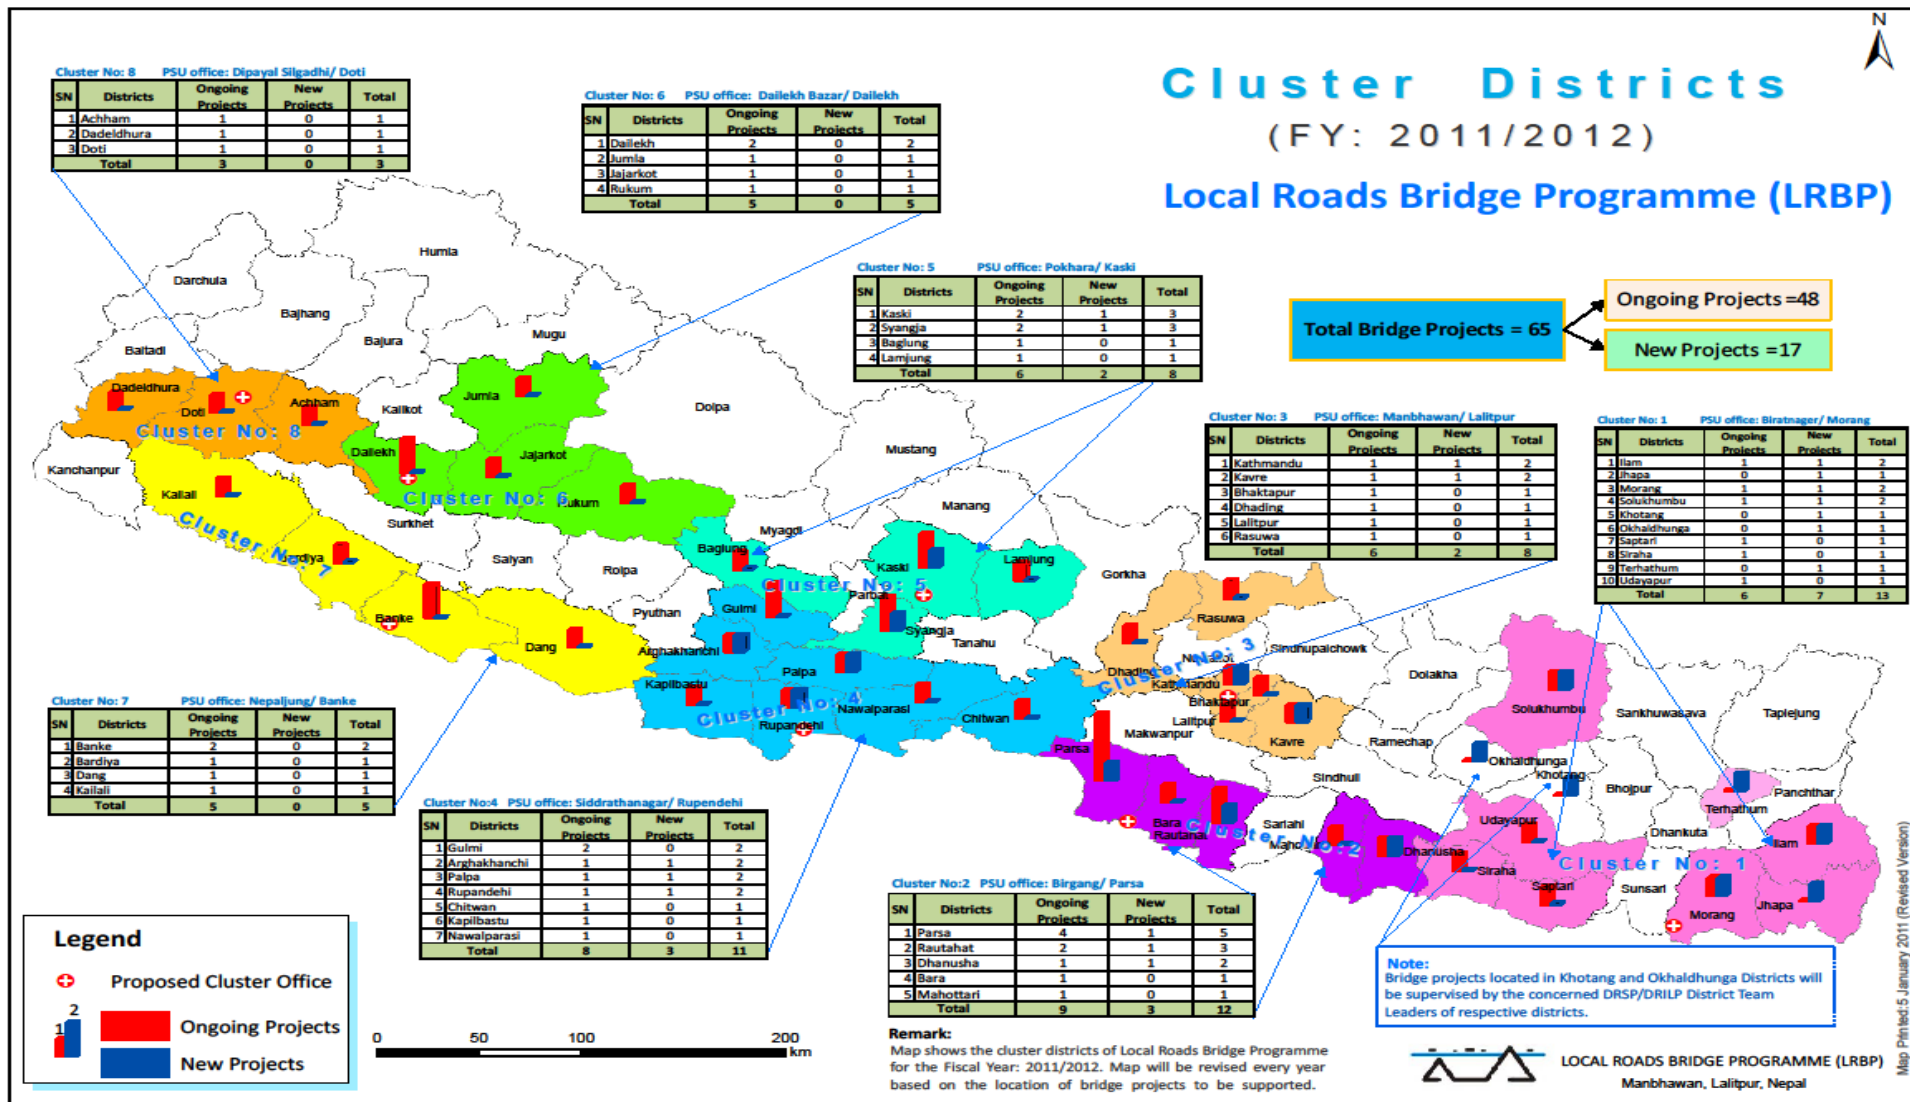 N
Cluster Districts
(FY: 2011/2012)
Local Roads Bridge Programme (LRBP)
Total Bridge Projects = 65
Ongoing Projects =48
New Projects =17
Cluster No: 8 PSU office: Dipayal Silgadhi/ Doti
SN Districts Ongoing Projects New Projects Total
1 Achham 1 0 1
2 Dadeldhura 1 0 1
3 Doti 1 0 1
Total 3 0 3
Cluster No: 6 PSU office: Dailekh Bazar/ Dailekh
SN Districts Ongoing Projects New Projects Total
1 Dailekh 2 0 2
2 Jumla 1 0 1
3 Jajarkot 1 0 1
4 Rukum 1 0 1
Total 5 0 5
Cluster No: 5 PSU office: Pokhara/ Kaski
SN Districts Ongoing Projects New Projects Total
1 Kaski 2 1 3
2 Syangja 2 1 3
3 Baglung 1 0 1
4 Lamjung 1 0 1
Total 6 2 8
Cluster No: 3 PSU office: Manbhawan/ Lalitpur
SN Districts Ongoing Projects New Projects Total
1 Kathmandu 1 1 2
2 Kavre 1 1 2
3 Bhaktapur 1 0 1
4 Dhading 1 0 1
5 Lalitpur 1 0 1
6 Rasuwa 1 0 1
Total 6 2 8
Cluster No: 1 PSU office: Biratnager/ Morang
SN Districts Ongoing Projects New Projects Total
1 Ilam 1 1 2
2 Jhapa 0 1 1
3 Morang 1 1 2
4 Solukhumbu 1 1 2
5 Khotang 0 1 1
6 Okhaldhunga 0 1 1
7 Saptari 1 0 1
8 Siraha 1 0 1
9 Terhathum 0 1 1
10 Udayapur 1 0 1
Total 6 7 13
Cluster No: 7 PSU office: Nepaljung/ Banke
SN Districts Ongoing Projects New Projects Total
1 Banke 2 0 2
2 Bardiya 1 0 1
3 Dang 1 0 1
4 Kailali 1 0 1
Total 5 0 5
Cluster No:4 PSU office: Siddrathanagar/ Rupendehi
SN Districts Ongoing Projects New Projects Total
1 Gulmi 2 0 2
2 Arghakhanchi 1 1 2
3 Palpa 1 1 2
4 Rupandehi 1 1 2
5 Chitwan 1 0 1
6 Kapilbastu 1 0 1
7 Nawalparasi 1 0 1
Total 8 3 11
Cluster No:2 PSU office: Birgang/ Parsa
SN Districts Ongoing Projects New Projects Total
1 Parsa 4 1 5
2 Rautahat 2 1 3
3 Dhanusha 1 1 2
4 Bara 1 0 1
5 Mahottari 1 0 1
Total 9 3 12
Humla
Darchula
Bajhang
Mugu
Bajura
Baitadi
Dadeldhura
Doti
Achham
Cluster No: 8
Kalikot
Jumla
Dolpa
Kanchanpur
Dailekh
Jajarkot
Cluster No: 6
Mustang
Kailali
Surkhet
Manang
Cluster No: 7
Salyan
Rolpa
Myagdi
Baglung
Kaski
Lamjung
Cluster No: 5
Parbat
Gorkha
Banke
Pyuthan
Gulmi
Syangja
Tanahu
Rasuwa
Dang
Arghakhanchi
Palpa
Dhading
Sindhupalchowk
Cluster No: 3
Dolakha
Kapilbastu
Cluster No: 4
Rupandehi
Nawalparasi
Chitwan
Kathmandu
Bhaktapur
Lalitpur
Kavre
Makwanpur
Ramechap
Solukhumbu
Sankhuwasava
Taplejung
Parsa
Okhaldhunga
Khotang
Bhojpur
Sindhuli
Terhathum
Panchthar
Bara
Sarlahi
Cluster No: 2
Dhanusha
Udayapur
Dhankuta
Ilam
Siraha
Cluster No: 1
Saptari
Sunsari
Morang
Jhapa
Legend
Proposed Cluster Office
1 2
Ongoing Projects
New Projects
0 50 100 200
km
Remark:
Map shows the cluster districts of Local Roads Bridge Programme
for the Fiscal Year: 2011/2012. Map will be revised every year
based on the location of bridge projects to be supported.
Note:
Bridge projects located in Khotang and Okhaldhunga Districts will
be supervised by the concerned DRSP/DRILP District Team
Leaders of respective districts.
LOCAL ROADS BRIDGE PROGRAMME (LRBP)
Manbhawan, Lalitpur, Nepal
Map Printed:5 January 2011 (Revised Version)